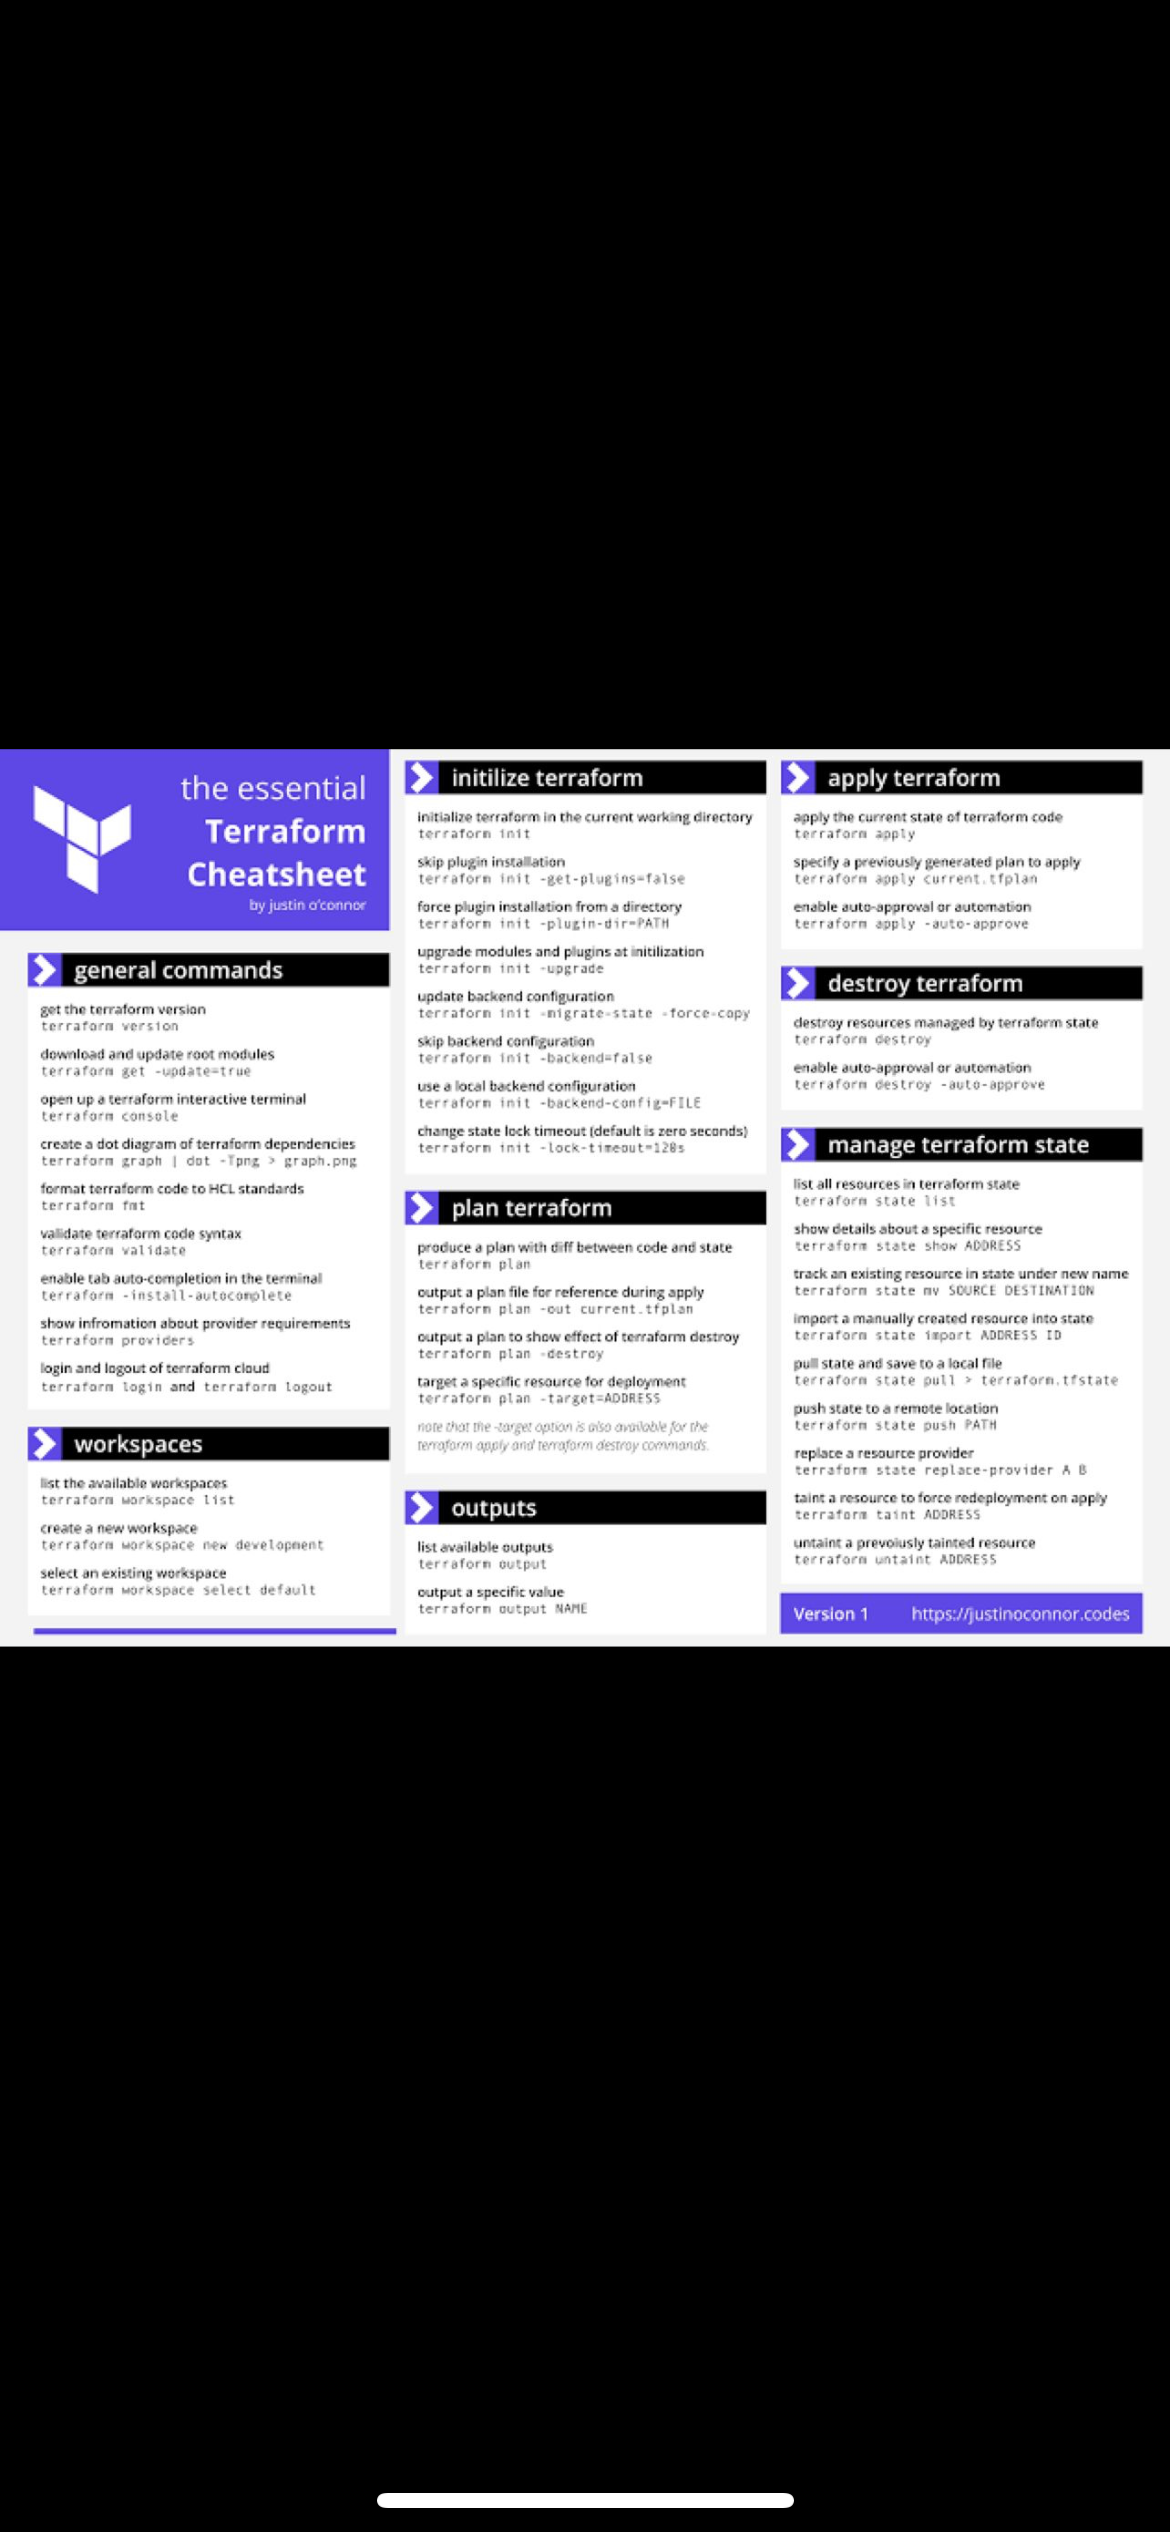 the essential
Terraform
Cheatsheet
by justin o'connor
general commands
get the terraform version
terraform version
download and update root modules
terraform get -update=true
open up a terraform interactive terminal
terraform console
create a dot diagram of terraform dependencies
terraform graph | dot -Tpng > graph.png
format terraform code to HCL standards
terraform fmt
validate terraform code syntax
terraform validate
enable tab auto-completion in the terminal
terraform -install-autocomplete
show infromation about provider requirements
terraform providers
login and logout of terraform cloud
terraform login and terraform logout
workspaces
list the available workspaces
terraform workspace list
create a new workspace
terraform workspace new development
select an existing workspace
terraform workspace select default
initilize terraform
initialize terraform in the current working directory
terraform init
skip plugin installation
terraform init -get-plugins=false
force plugin installation from a directory
terraform init -plugin-dir=PATH
upgrade modules and plugins at initilization
terraform init -upgrade
update backend configuration
terraform init -migrate-state -force-copy
skip backend configuration
terraform init -backend=false
use a local backend configuration
terraform init -backend-config=FILE
change state lock timeout (default is zero seconds)
terraform init -lock-timeout=120s
plan terraform
produce a plan with diff between code and state
terraform plan
output a plan file for reference during apply
terraform plan -out current.tfplan
output a plan to show effect of terraform destroy
terraform plan -destroy
target a specific resource for deployment
terraform plan -target=ADDRESS
note that the -target option is also available for the
terraform apply and terraform destroy commands.
outputs
list available outputs
terraform output
output a specific value
terraform output NAME
apply terraform
apply the current state of terraform code
terraform apply
specify a previously generated plan to apply
terraform apply current.tfplan
enable auto-approval or automation
terraform apply -auto-approve
destroy terraform
destroy resources managed by terraform state
terraform destroy
enable auto-approval or automation
terraform destroy -auto-approve
manage terraform state
list all resources in terraform state
terraform state list
show details about a specific resource
terraform state show ADDRESS
track an existing resource in state under new name
terraform state mv SOURCE DESTINATION
import a manually created resource into state
terraform state import ADDRESS ID
pull state and save to a local file
terraform state pull > terraform.tfstate
push state to a remote location
terraform state push PATH
replace a resource provider
terraform state replace-provider A B
taint a resource to force redeployment on apply
terraform taint ADDRESS
untaint a prevoiusly tainted resource
terraform untaint ADDRESS
Version 1 https://justinoconnor.codes